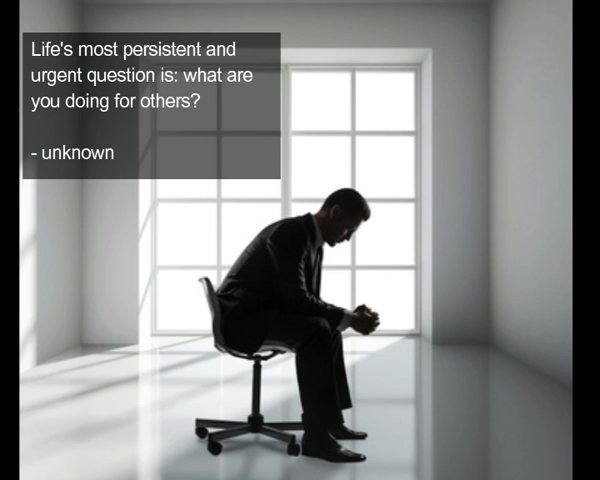 Life's most persistent and
urgent question is: what are
you doing for others?
- unknown